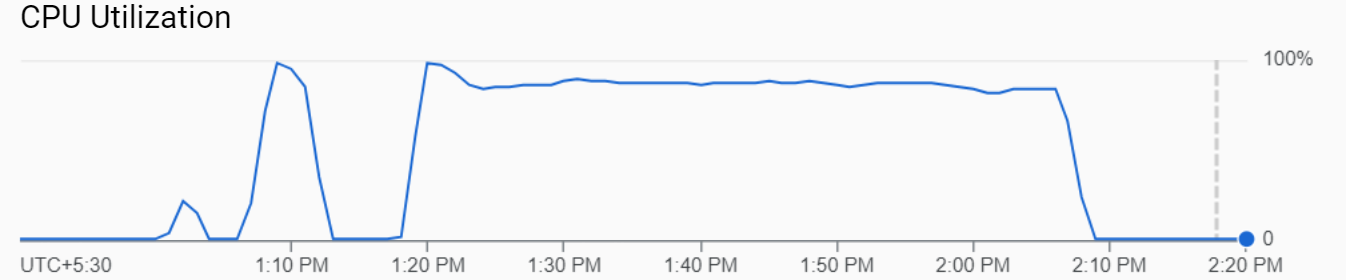 CPU Utilization
100%
0
UTC+5:30 1:10 PM 1:20 PM 1:30 PM 1:40 PM 1:50 PM 2:00 PM 2:10 PM 2:20 PM